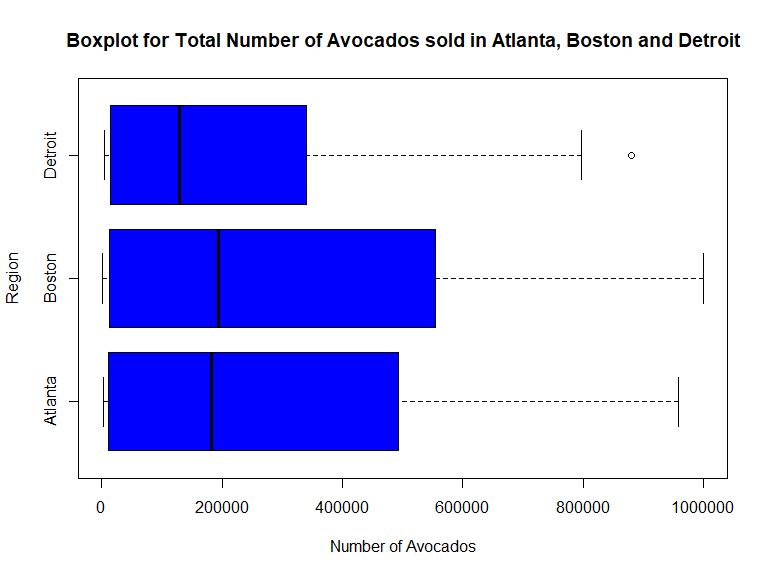 Boxplot for Total Number of Avocados sold in Atlanta, Boston and Detroit
Region
Detroit
Boston
Atlanta
0 200000 400000 600000 800000 1000000
Number of Avocados